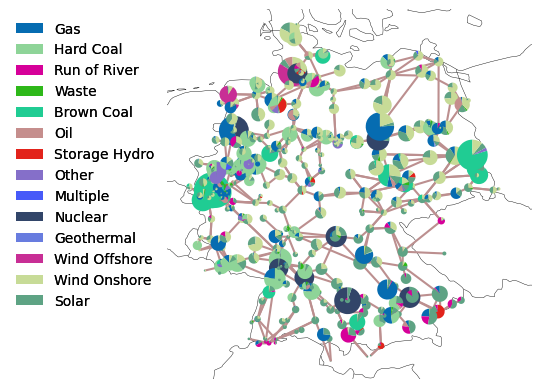 Gas
Hard Coal
Run of River
Waste
Brown Coal
Oil
Storage Hydro
Other
Multiple
Nuclear
Geothermal
Wind Offshore
Wind Onshore
Solar